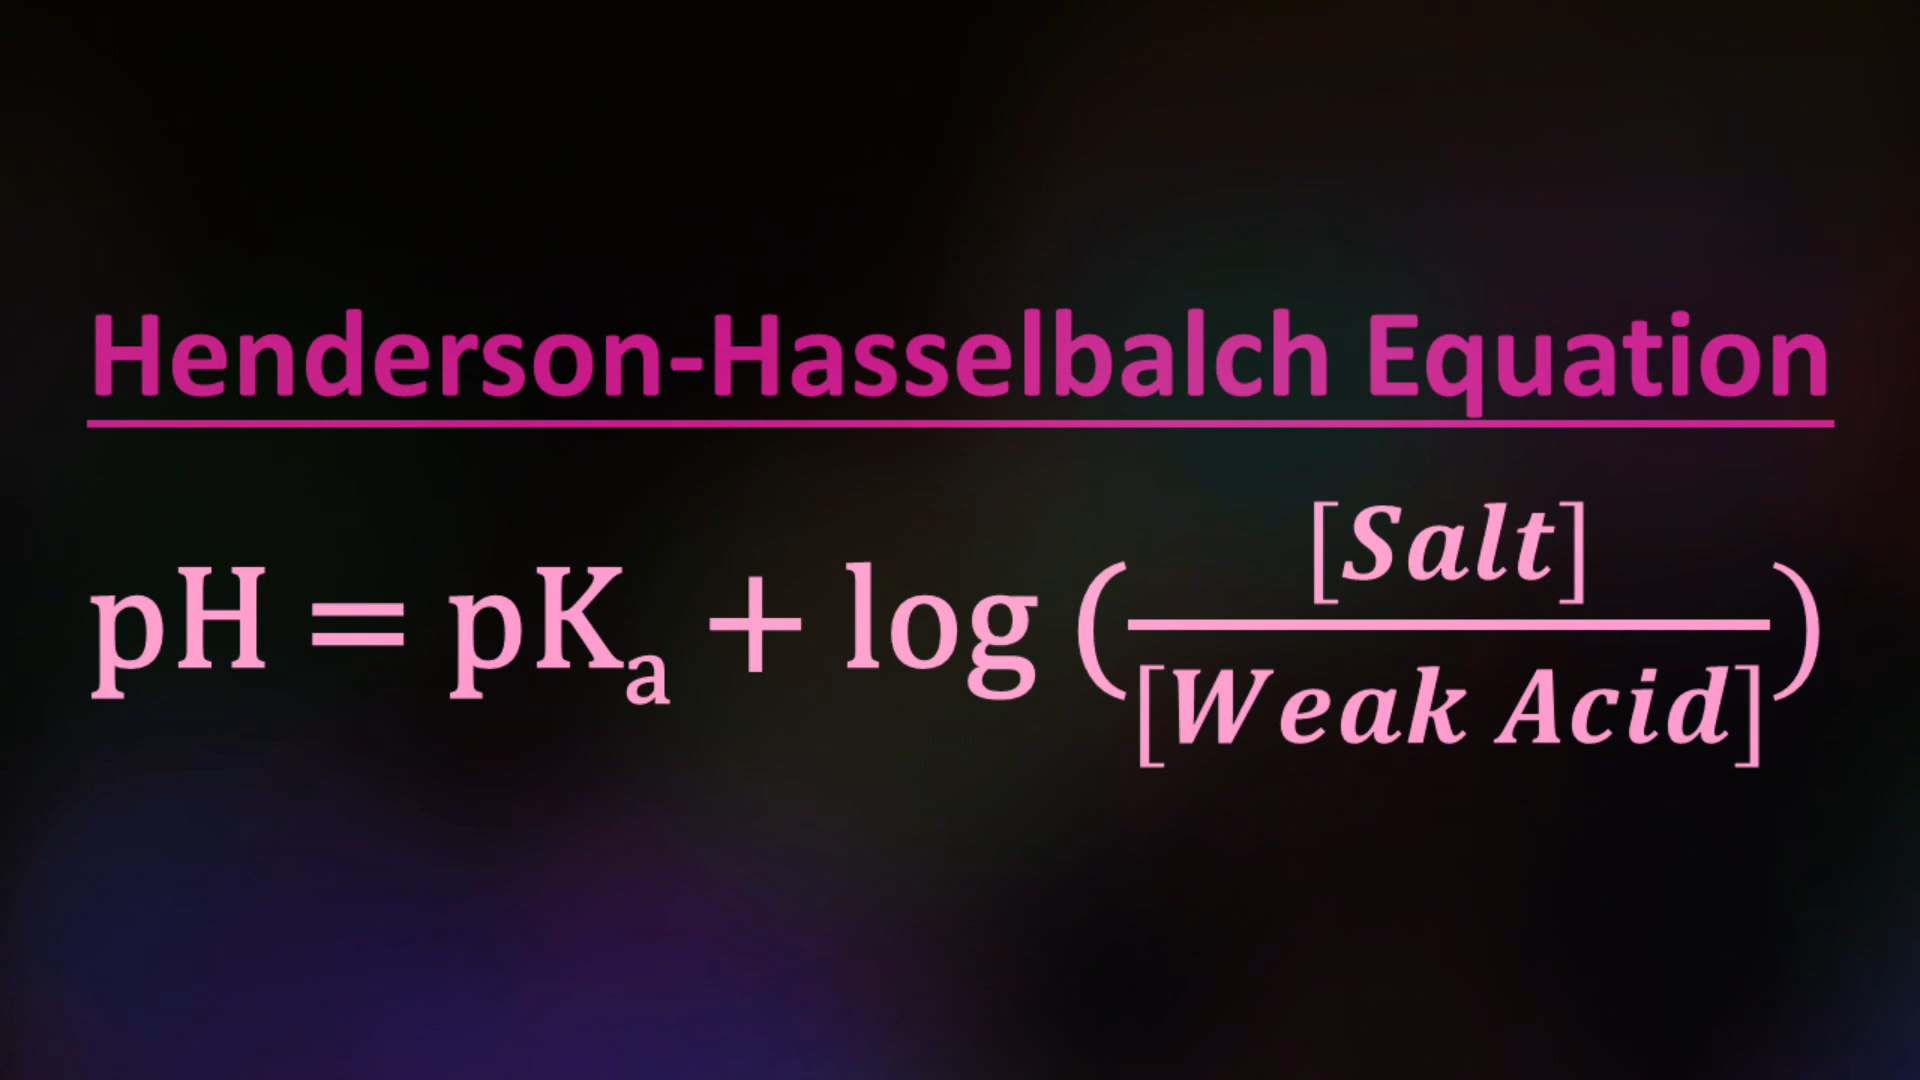 Henderson-Hasselbalch Equation
pH = pKₐ + log ([Salt]/[Weak Acid])